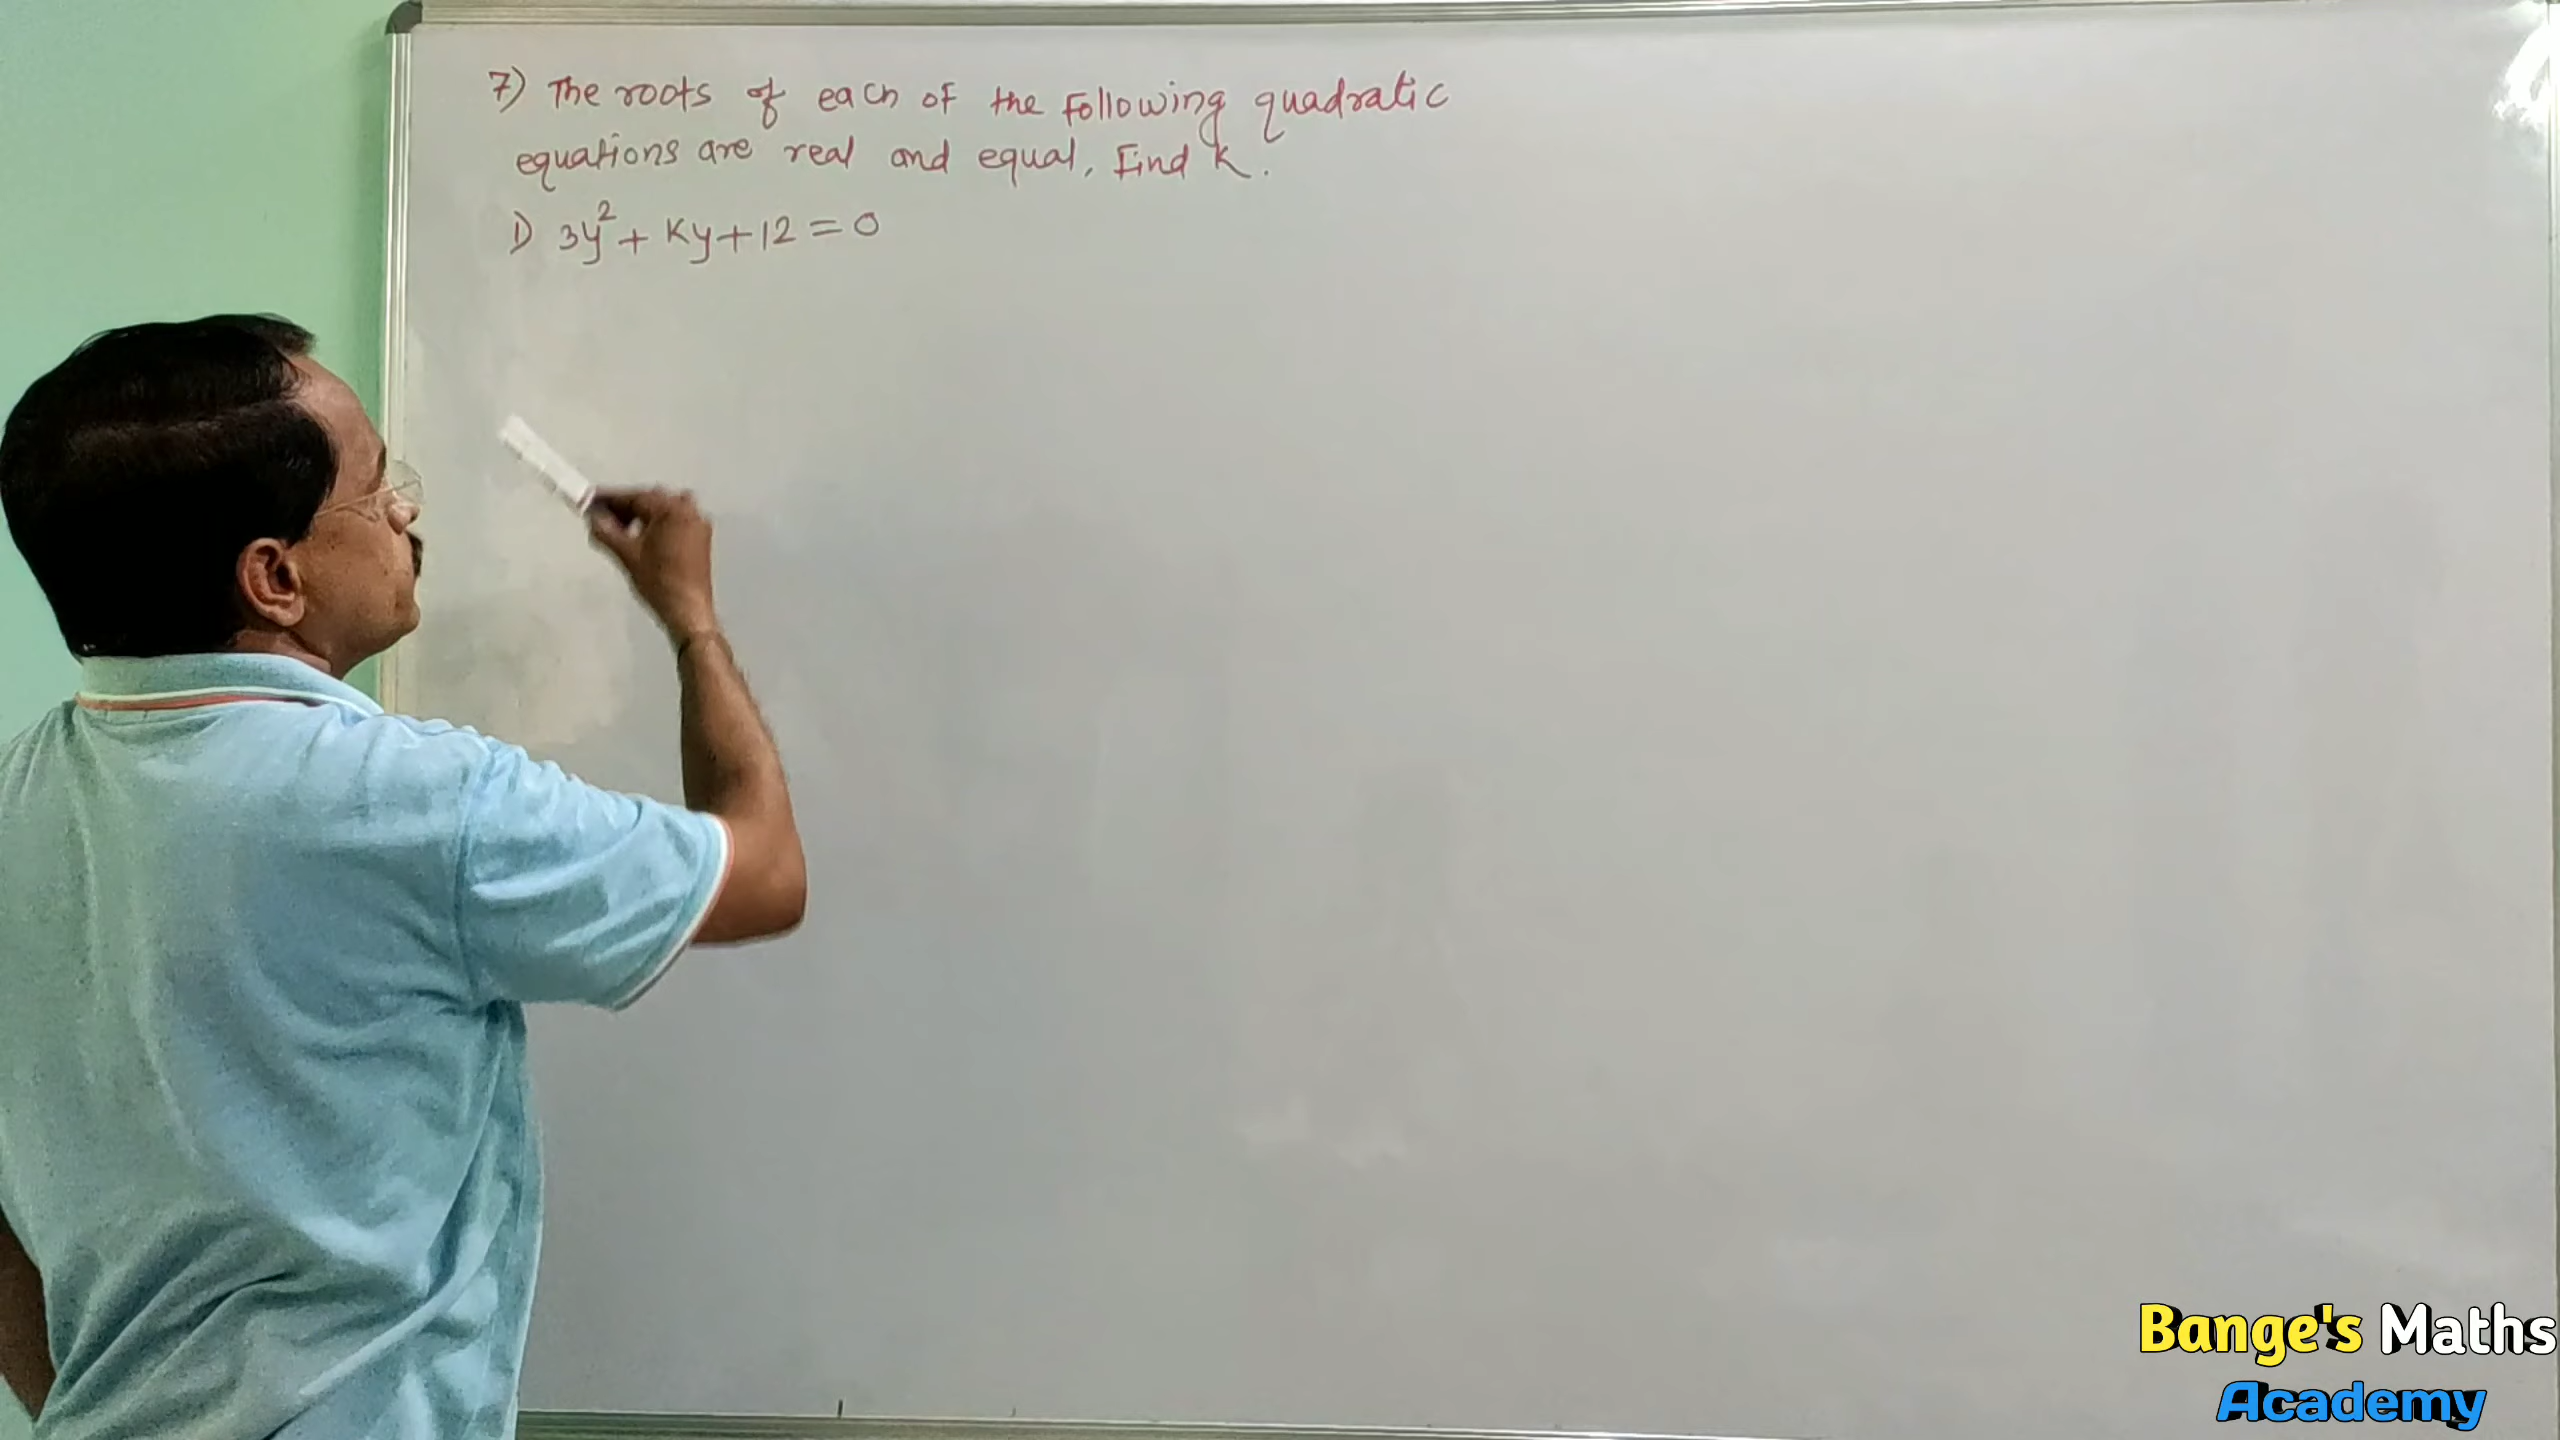 7) The roots of each of the Following quadratic
equations are real and equal, Find k.
1) 3y² + Ky + 12 = 0
Bange's Maths
Academy